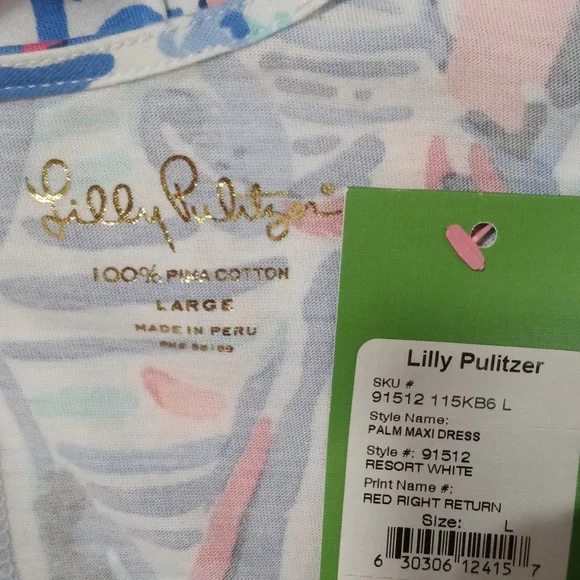 Lilly Pulitzer®
100% PIMA COTTON
LARGE
MADE IN PERU
Lilly Pulitzer
SKU #
91512 115KB6 L
Style Name:
PALM MAXI DRESS
Style #: 91512
RESORT WHITE
Print Name #:
RED RIGHT RETURN
Size: L
6 30306 12415 7